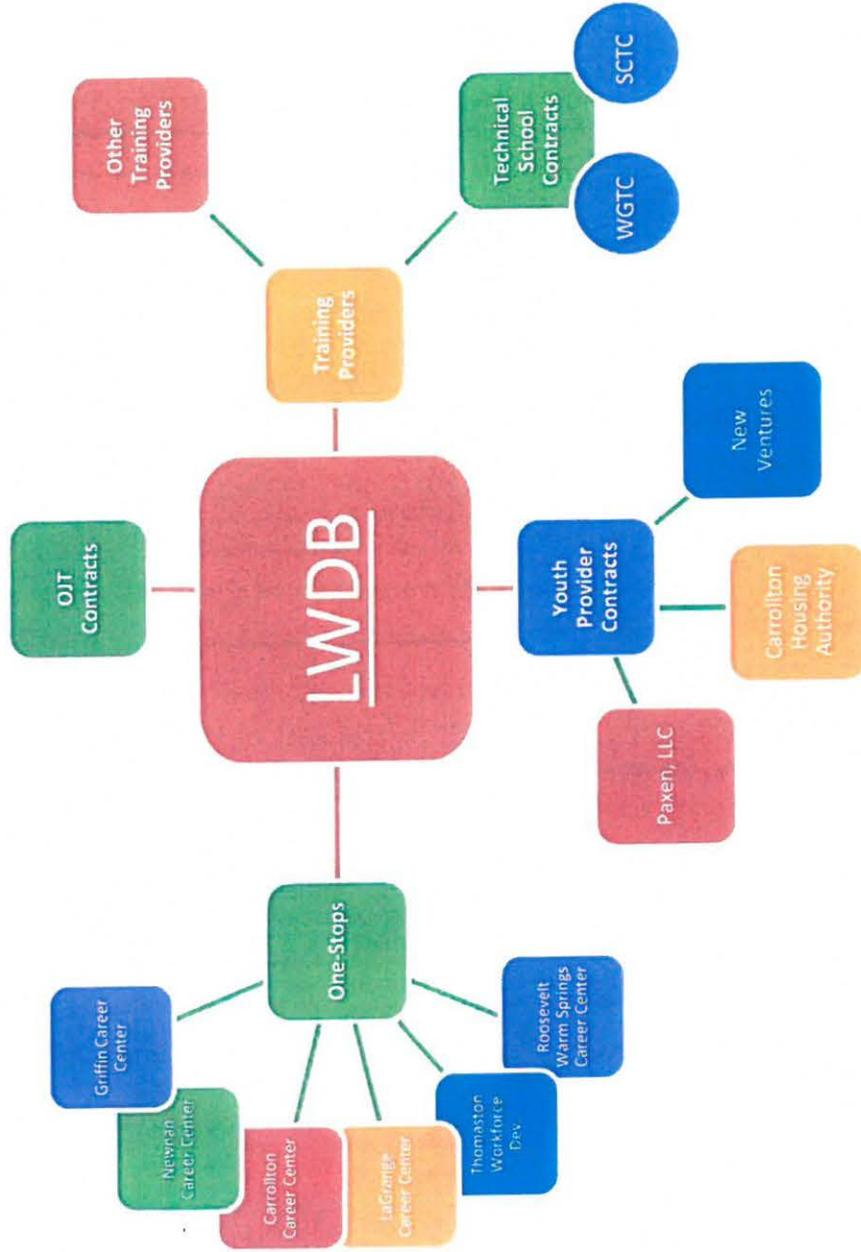 OJT
Contracts
Other
Training
Providers
Training
Providers
Technical
School
Contracts
SCTC
WGTC
LWDB
One-Stops
Griffin Career
Center
Newnan
Career Center
Carrollton
Career Center
LaGrange
Career Center
Thomaston
Workforce
Dev
Roosevelt
Warm Springs
Career Center
Youth
Provider
Contracts
Paxen, LLC
Carrollton
Housing
Authority
New
Ventures